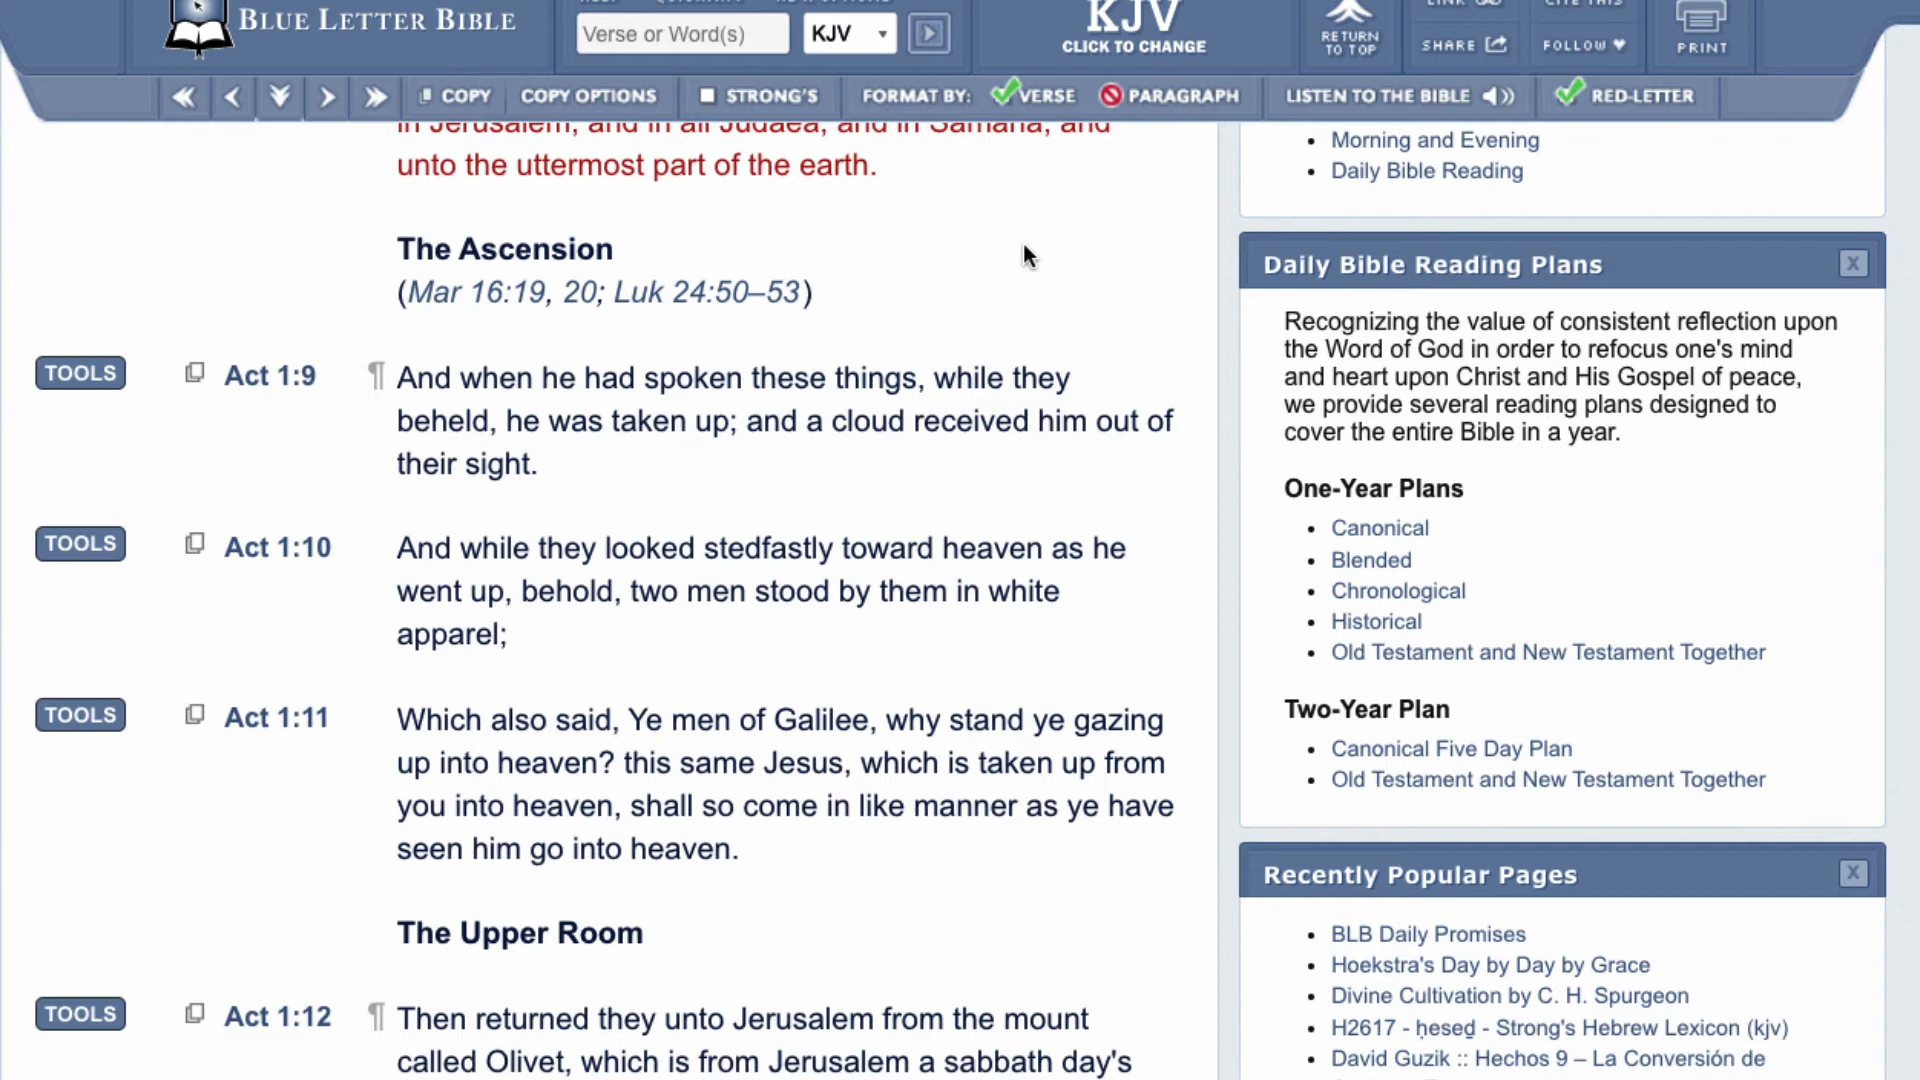 BLUE LETTER BIBLE
Verse or Word(s)
KJV
KJV
CLICK TO CHANGE
RETURN
TO TOP
LINK
CITE THIS
SHARE
FOLLOW
PRINT
COPY
COPY OPTIONS
STRONG'S
FORMAT BY:
VERSE
PARAGRAPH
LISTEN TO THE BIBLE
RED-LETTER
in Jerusalem, and in all Judaea, and in Samaria, and
unto the uttermost part of the earth.
The Ascension
(Mar 16:19, 20; Luk 24:50–53)
TOOLS
Act 1:9
¶ And when he had spoken these things, while they
beheld, he was taken up; and a cloud received him out of
their sight.
TOOLS
Act 1:10
And while they looked stedfastly toward heaven as he
went up, behold, two men stood by them in white
apparel;
TOOLS
Act 1:11
Which also said, Ye men of Galilee, why stand ye gazing
up into heaven? this same Jesus, which is taken up from
you into heaven, shall so come in like manner as ye have
seen him go into heaven.
The Upper Room
TOOLS
Act 1:12
¶ Then returned they unto Jerusalem from the mount
called Olivet, which is from Jerusalem a sabbath day's
Morning and Evening
Daily Bible Reading
Daily Bible Reading Plans
X
Recognizing the value of consistent reflection upon
the Word of God in order to refocus one's mind
and heart upon Christ and His Gospel of peace,
we provide several reading plans designed to
cover the entire Bible in a year.
One-Year Plans
Canonical
Blended
Chronological
Historical
Old Testament and New Testament Together
Two-Year Plan
Canonical Five Day Plan
Old Testament and New Testament Together
Recently Popular Pages
X
BLB Daily Promises
Hoekstra's Day by Day by Grace
Divine Cultivation by C. H. Spurgeon
H2617 - ḥeseḏ - Strong's Hebrew Lexicon (kjv)
David Guzik :: Hechos 9 – La Conversión de